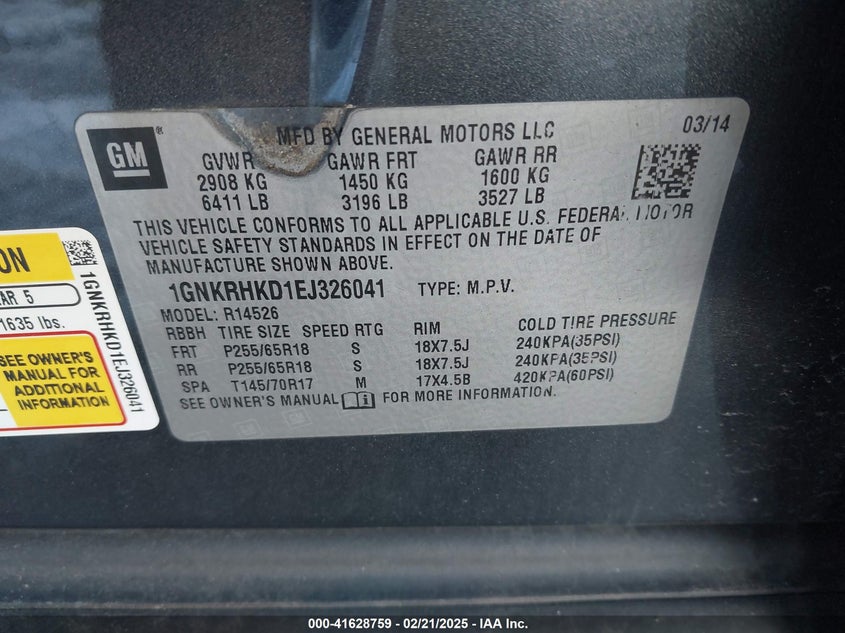 GM
MFD BY GENERAL MOTORS LLC 03/14
GVWR GAWR FRT GAWR RR
2908 KG 1450 KG 1600 KG
6411 LB 3196 LB 3527 LB
THIS VEHICLE CONFORMS TO ALL APPLICABLE U.S. FEDERAL MOTOR
VEHICLE SAFETY STANDARDS IN EFFECT ON THE DATE OF
MANUFACTURE SHOWN ABOVE.
1GNKRHKD1EJ326041 TYPE: M.P.V.
MODEL: R14526
RBBH TIRE SIZE SPEED RTG RIM COLD TIRE PRESSURE
FRT P255/65R18 S 18X7.5J 240KPA(35PSI)
RR P255/65R18 S 18X7.5J 240KPA(35PSI)
SPA T145/70R17 M 17X4.5B 420KPA(60PSI)
SEE OWNER'S MANUAL FOR MORE INFORMATION.
ON
AR 5
1635 lbs.
SEE OWNER'S
MANUAL FOR
ADDITIONAL
INFORMATION
1GNKRHKD1EJ326041
000-41628759 - 02/21/2025 - IAA Inc.